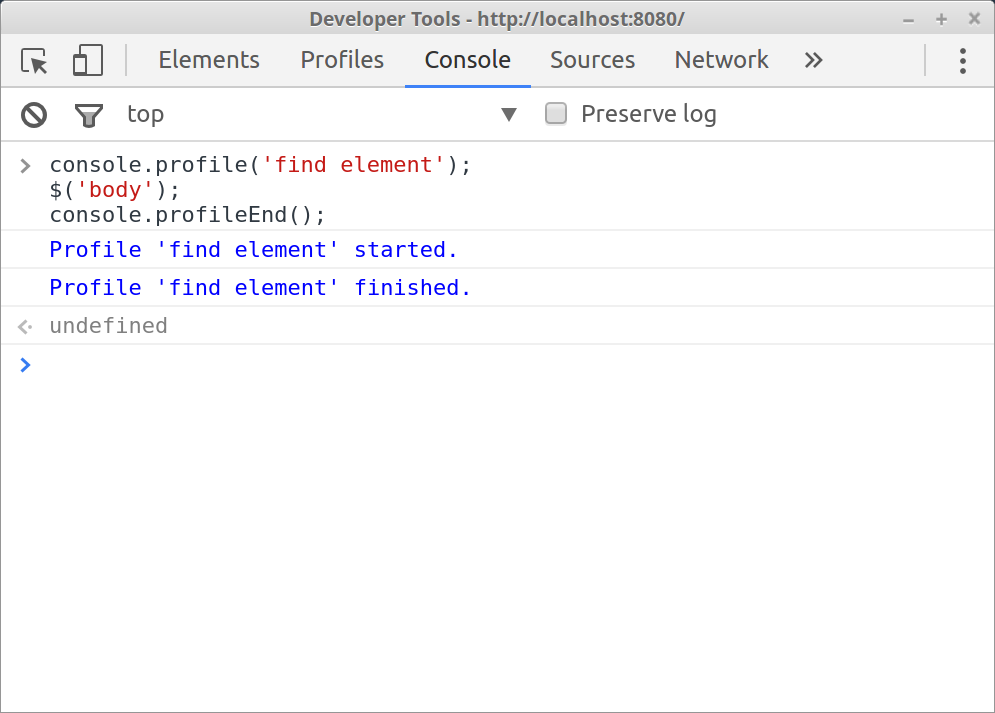 Developer Tools - http://localhost:8080/
Elements Profiles Console Sources Network
top Preserve log
console.profile('find element');
$('body');
console.profileEnd();
Profile 'find element' started.
Profile 'find element' finished.
undefined